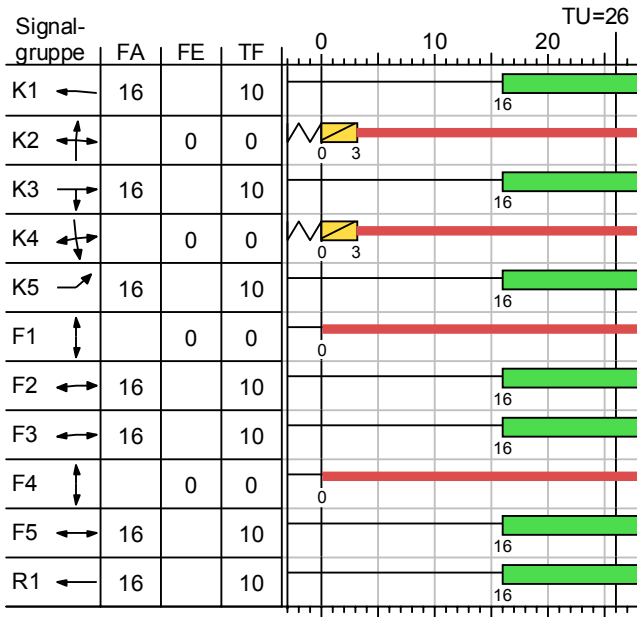 TU=26
Signal-
gruppe FA FE TF 0 10 20
K1 16 10
16
K2 0 0
0 3
K3 16 10
16
K4 0 0
0 3
K5 16 10
16
F1 0 0
0
F2 16 10
16
F3 16 10
16
F4 0 0
0
F5 16 10
16
R1 16 10
16